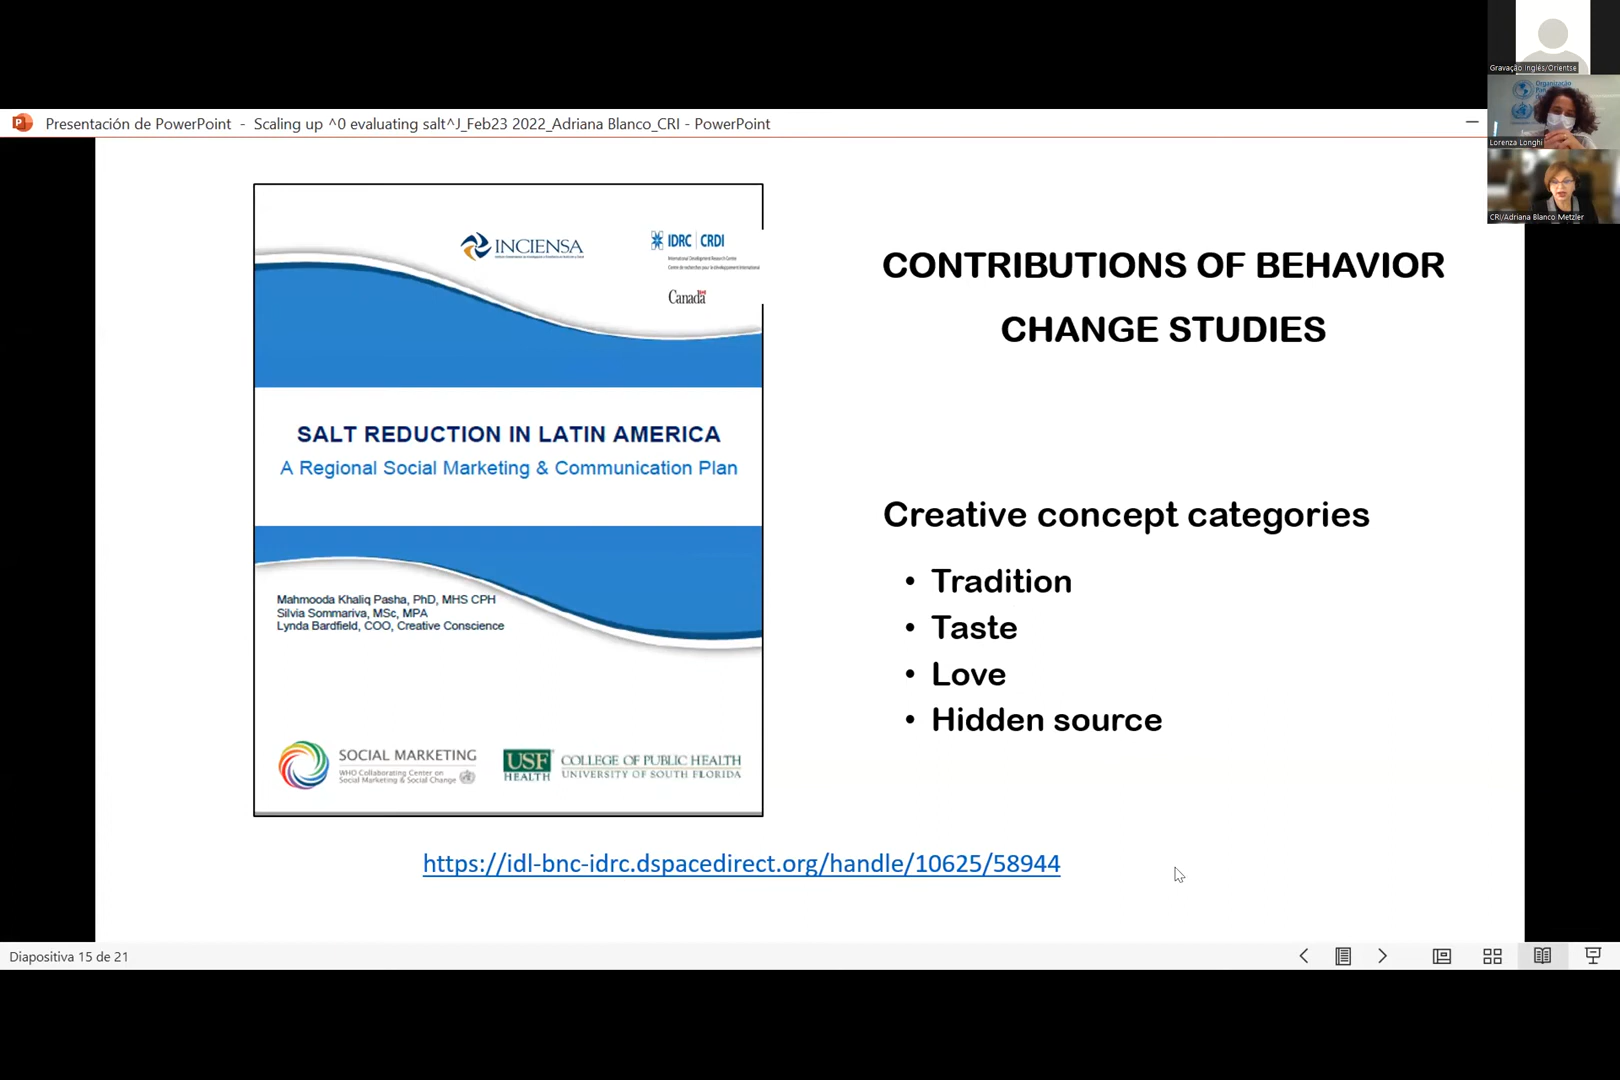 Gravação Inglés/Orientse
Organização
Lorenza Longhi
CRI/Adriana Blanco Metzler
Presentación de PowerPoint - Scaling up ^0 evaluating salt^J_Feb23 2022_Adriana Blanco_CRI - PowerPoint
INCIENSA
IDRC | CRDI
International Development Research Centre
Centre de recherches pour le développement international
Canada
SALT REDUCTION IN LATIN AMERICA
A Regional Social Marketing & Communication Plan
Mahmooda Khaliq Pasha, PhD, MHS CPH
Silvia Sommariva, MSc, MPA
Lynda Bardfield, COO, Creative Conscience
SOCIAL MARKETING
WHO Collaborating Center on
Social Marketing & Social Change
USF
HEALTH
COLLEGE OF PUBLIC HEALTH
UNIVERSITY OF SOUTH FLORIDA
CONTRIBUTIONS OF BEHAVIOR
CHANGE STUDIES
Creative concept categories
• Tradition
• Taste
• Love
• Hidden source
https://idl-bnc-idrc.dspacedirect.org/handle/10625/58944
Diapositiva 15 de 21